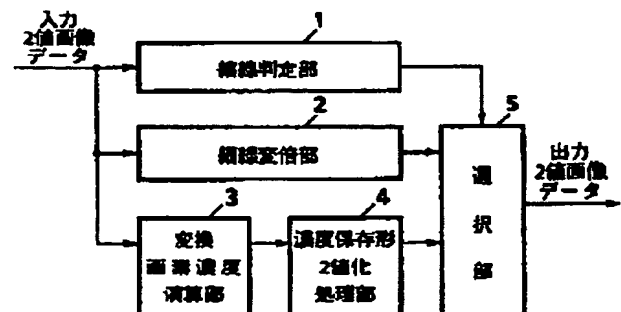 入力
2値画像
データ
1
細線判定部
2
細線変倍部
3
変換
画素濃度
演算部
4
濃度保存形
2値化
処理部
5
選
択
部
出力
2値画像
データ